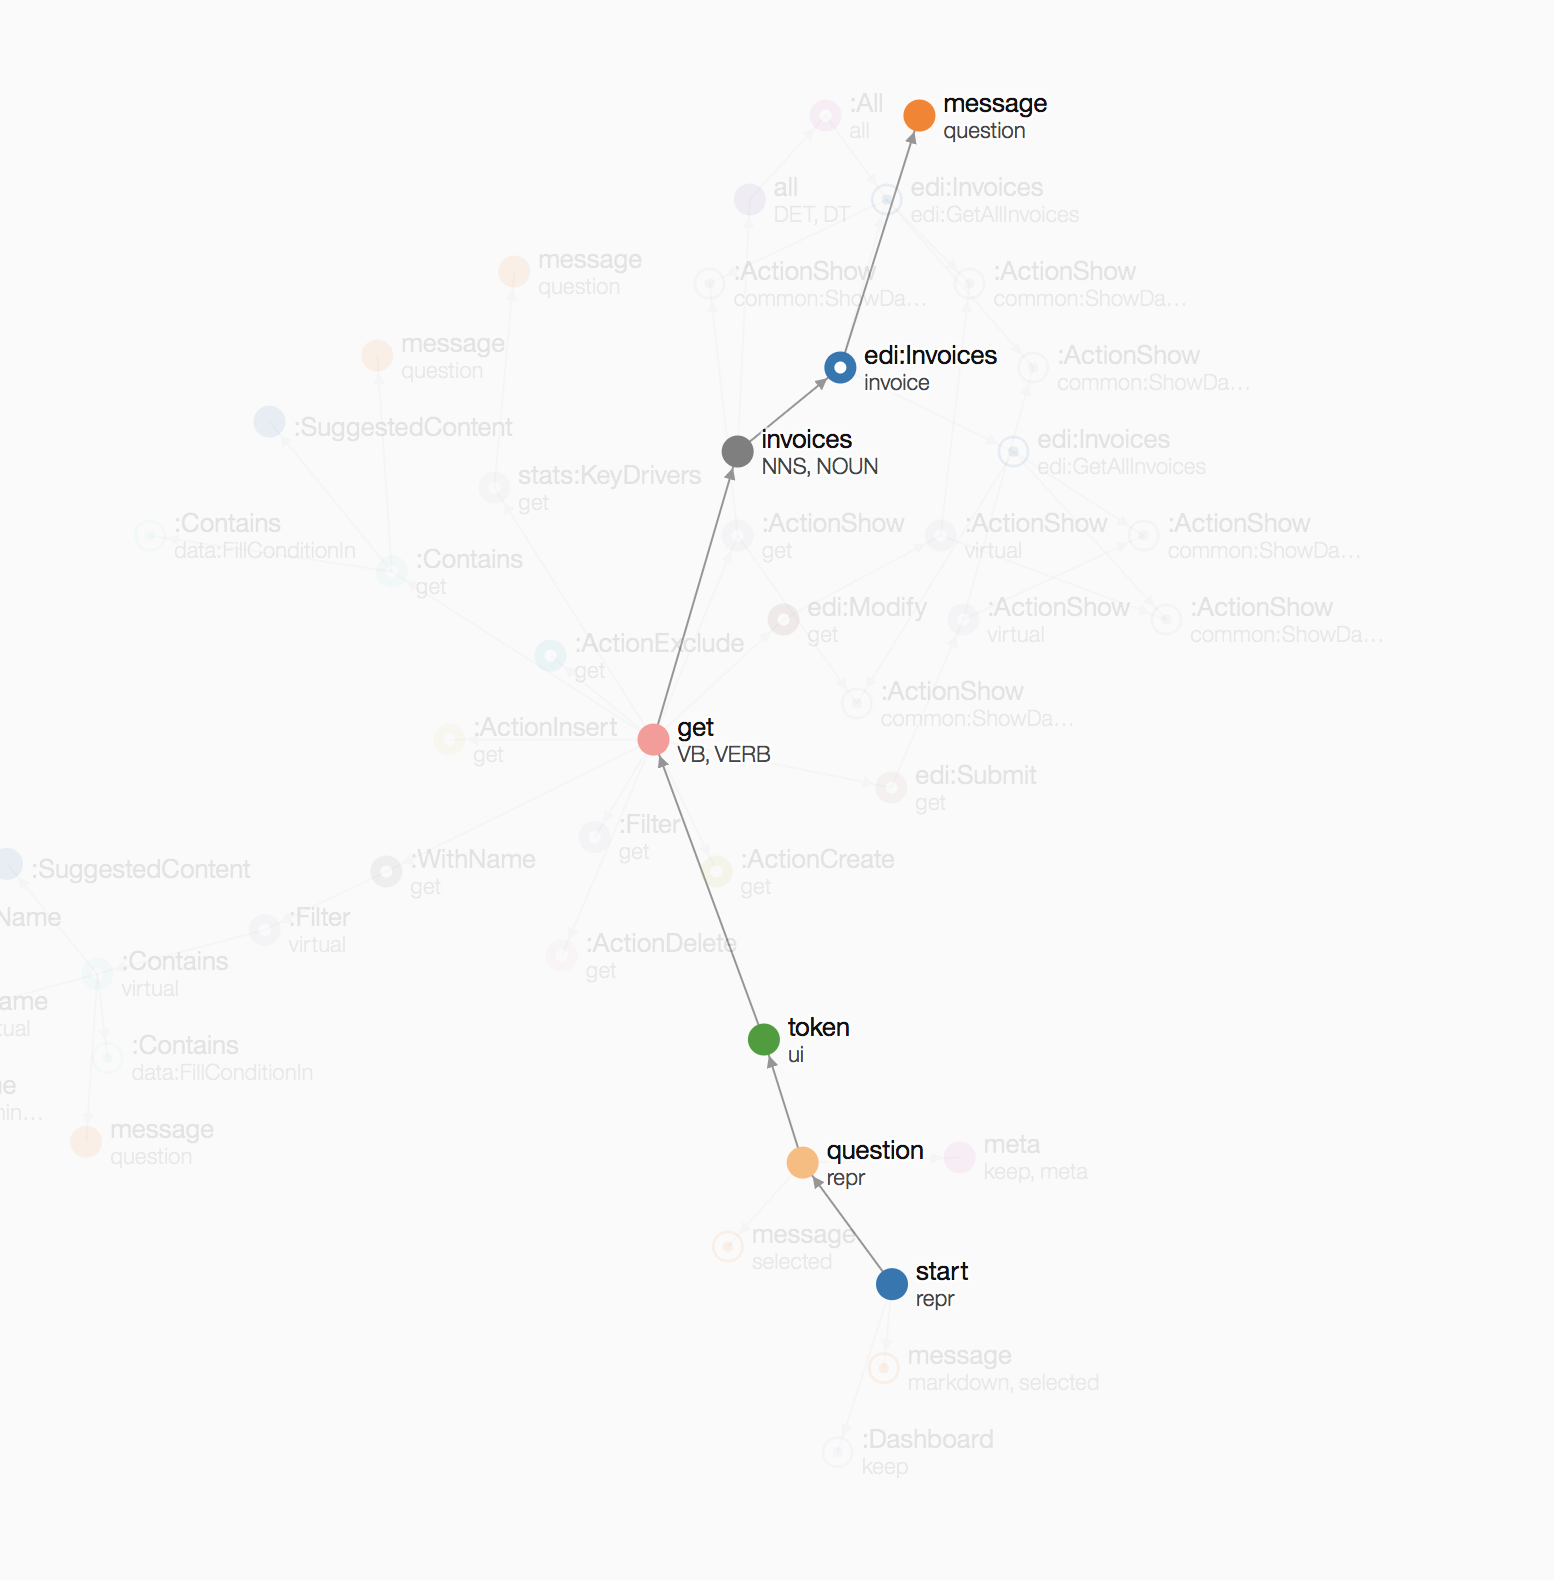 :All
all
message
question
all
DET, DT
edi:Invoices
edi:GetAllInvoices
message
question
:ActionShow
common:ShowDa...
:ActionShow
common:ShowDa...
message
question
edi:Invoices
invoice
:ActionShow
common:ShowDa...
:SuggestedContent
invoices
NNS, NOUN
edi:Invoices
edi:GetAllInvoices
stats:KeyDrivers
get
:Contains
data:FillConditionIn
:ActionShow
get
:ActionShow
virtual
:ActionShow
common:ShowDa...
:Contains
get
edi:Modify
get
:ActionShow
virtual
:ActionShow
common:ShowDa...
:ActionExclude
get
:ActionShow
common:ShowDa...
:ActionInsert
get
get
VB, VERB
edi:Submit
get
:Filter
get
:SuggestedContent
:WithName
get
:ActionCreate
get
Name
:Filter
virtual
:ActionDelete
get
:Contains
virtual
ame
tual
token
ui
:Contains
data:FillConditionIn
e
nin...
message
question
question
repr
meta
keep, meta
message
selected
start
repr
message
markdown, selected
:Dashboard
keep